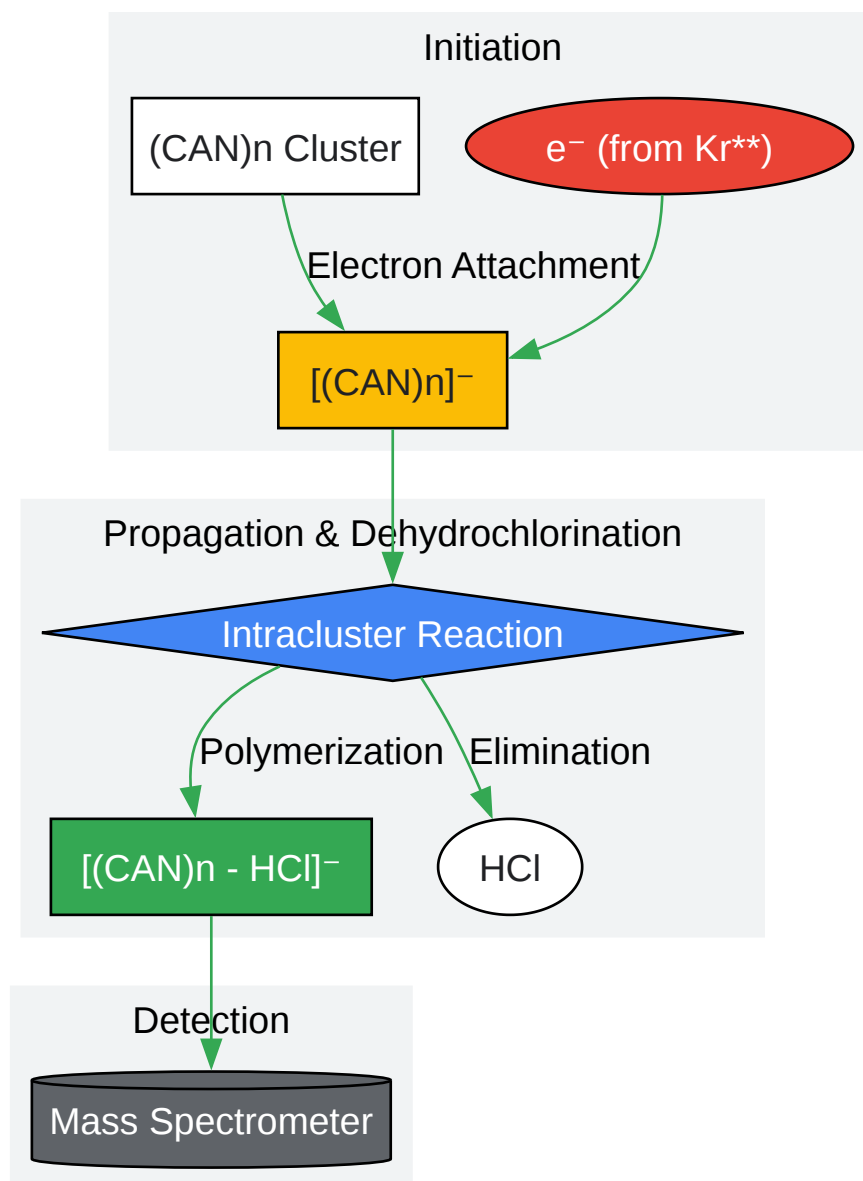 Initiation
(CAN)n Cluster
e⁻ (from Kr**)
Electron Attachment
[(CAN)n]⁻
Propagation & Dehydrochlorination
Intracluster Reaction
Polymerization
Elimination
[(CAN)n - HCl]⁻
HCl
Detection
Mass Spectrometer